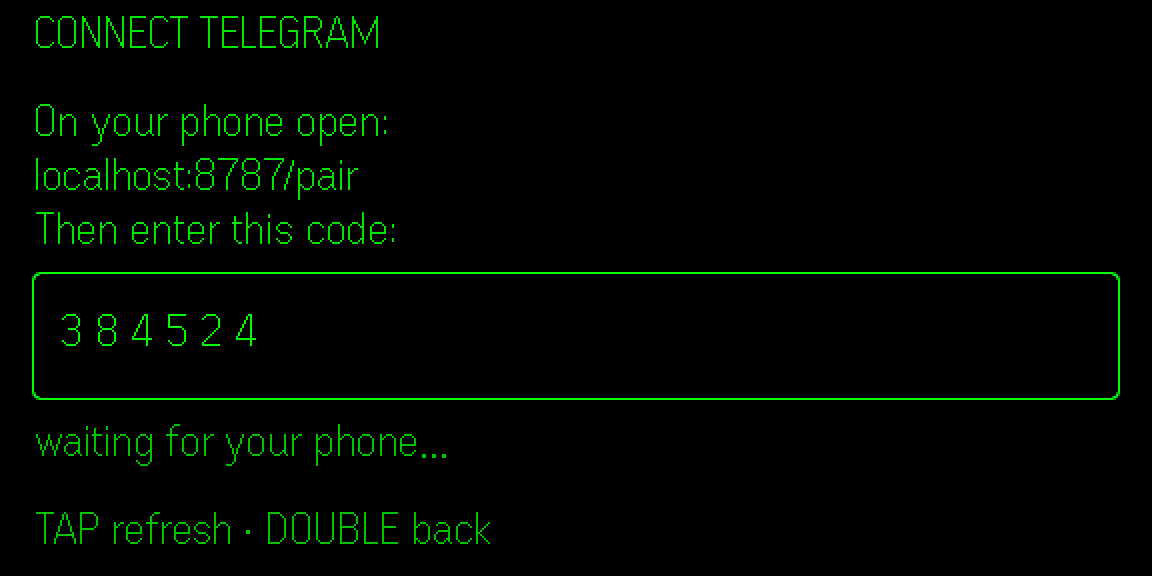 CONNECT TELEGRAM
On your phone open:
localhost:8787/pair
Then enter this code:
3 8 4 5 2 4
waiting for your phone...
TAP refresh · DOUBLE back